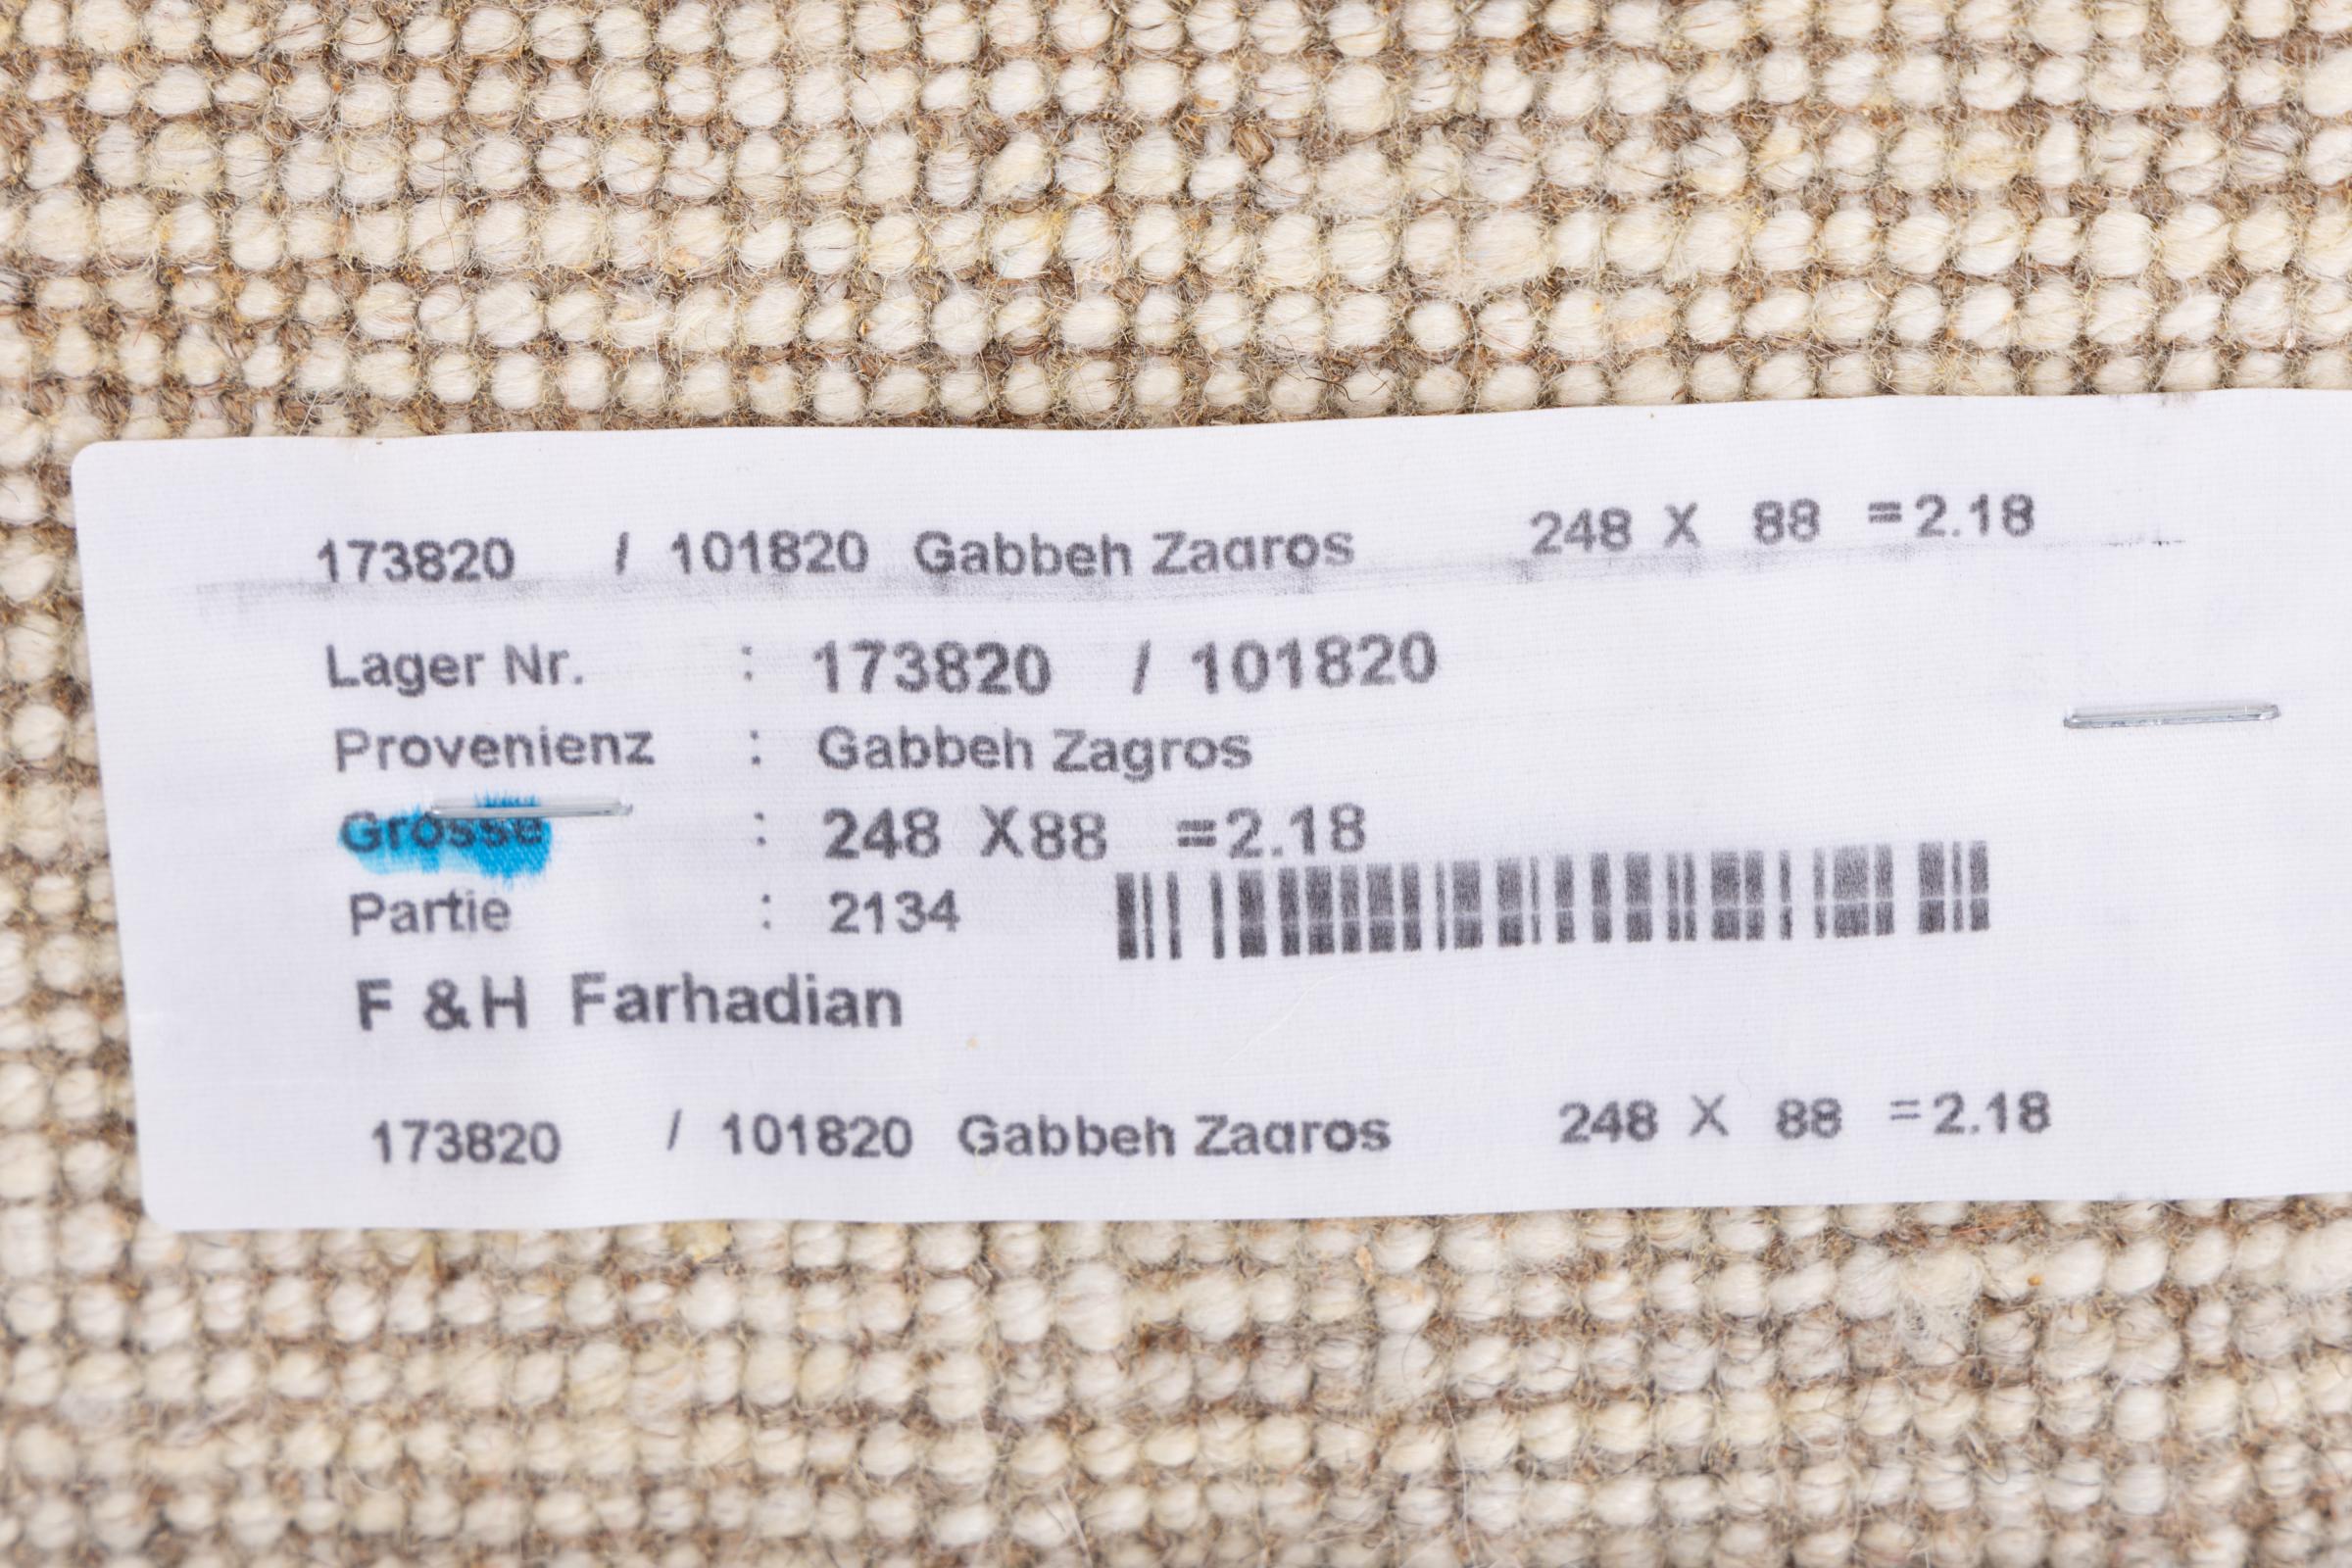 173820 / 101820 Gabbeh Zagros 248 X 88 =2.18
Lager Nr. : 173820 / 101820
Provenienz : Gabbeh Zagros
Grosse : 248 X88 =2.18
Partie : 2134
F &H Farhadian
173820 / 101820 Gabbeh Zagros 248 X 88 =2.18